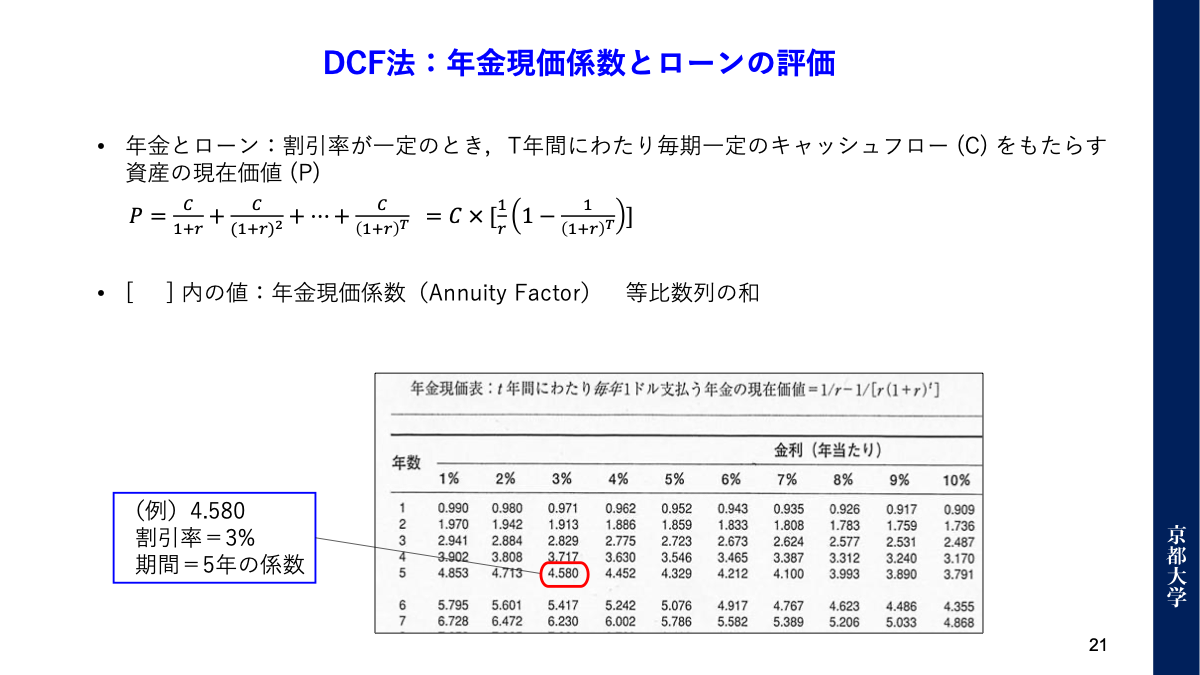 DCF法：年金現価係数とローンの評価
• 年金とローン：割引率が一定のとき，T年間にわたり毎期一定のキャッシュフロー (C) をもたらす
資産の現在価値 (P)
P = C/(1+r) + C/(1+r)² + ⋯ + C/(1+r)^T = C × [1/r (1 − 1/(1+r)^T)]
• [ ] 内の値：年金現価係数（Annuity Factor） 等比数列の和
年金現価表：t 年間にわたり毎年1ドル支払う年金の現在価値＝1/r−1/[r(1+r)^t]
金利（年当たり）
年数
1% 2% 3% 4% 5% 6% 7% 8% 9% 10%
1 0.990 0.980 0.971 0.962 0.952 0.943 0.935 0.926 0.917 0.909
2 1.970 1.942 1.913 1.886 1.859 1.833 1.808 1.783 1.759 1.736
3 2.941 2.884 2.829 2.775 2.723 2.673 2.624 2.577 2.531 2.487
4 3.902 3.808 3.717 3.630 3.546 3.465 3.387 3.312 3.240 3.170
5 4.853 4.713 4.580 4.452 4.329 4.212 4.100 3.993 3.890 3.791
6 5.795 5.601 5.417 5.242 5.076 4.917 4.767 4.623 4.486 4.355
7 6.728 6.472 6.230 6.002 5.786 5.582 5.389 5.206 5.033 4.868
（例）4.580
割引率＝3%
期間＝5年の係数
京都大学
21